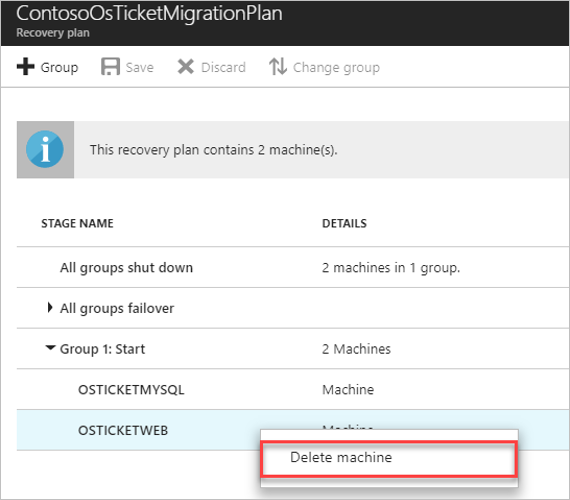 ContosoOsTicketMigrationPlan
Recovery plan
Group Save Discard Change group
This recovery plan contains 2 machine(s).
STAGE NAME DETAILS
All groups shut down 2 machines in 1 group.
All groups failover
Group 1: Start 2 Machines
OSTICKETMYSQL Machine
OSTICKETWEB Machine
Delete machine